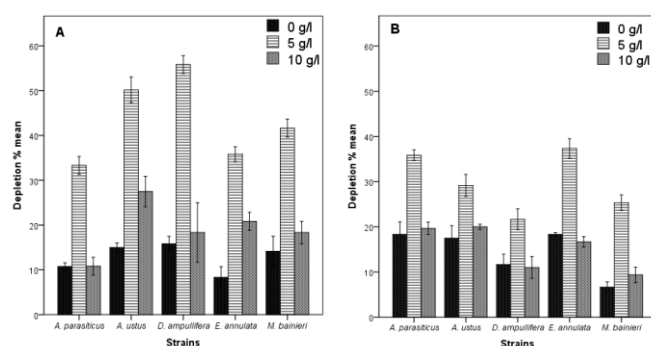 A
0 g/l
5 g/l
10 g/l
Depletion % mean
60
50
40
30
20
10
0
A. parasiticus
A. ustus
D. ampullifera
E. annulata
M. bainieri
Strains
B
0 g/l
5 g/l
10 g/l
Depletion % mean
60
50
40
30
20
10
0
A. parasiticus
A. ustus
D. ampullifera
E. annulata
M. bainieri
Strains